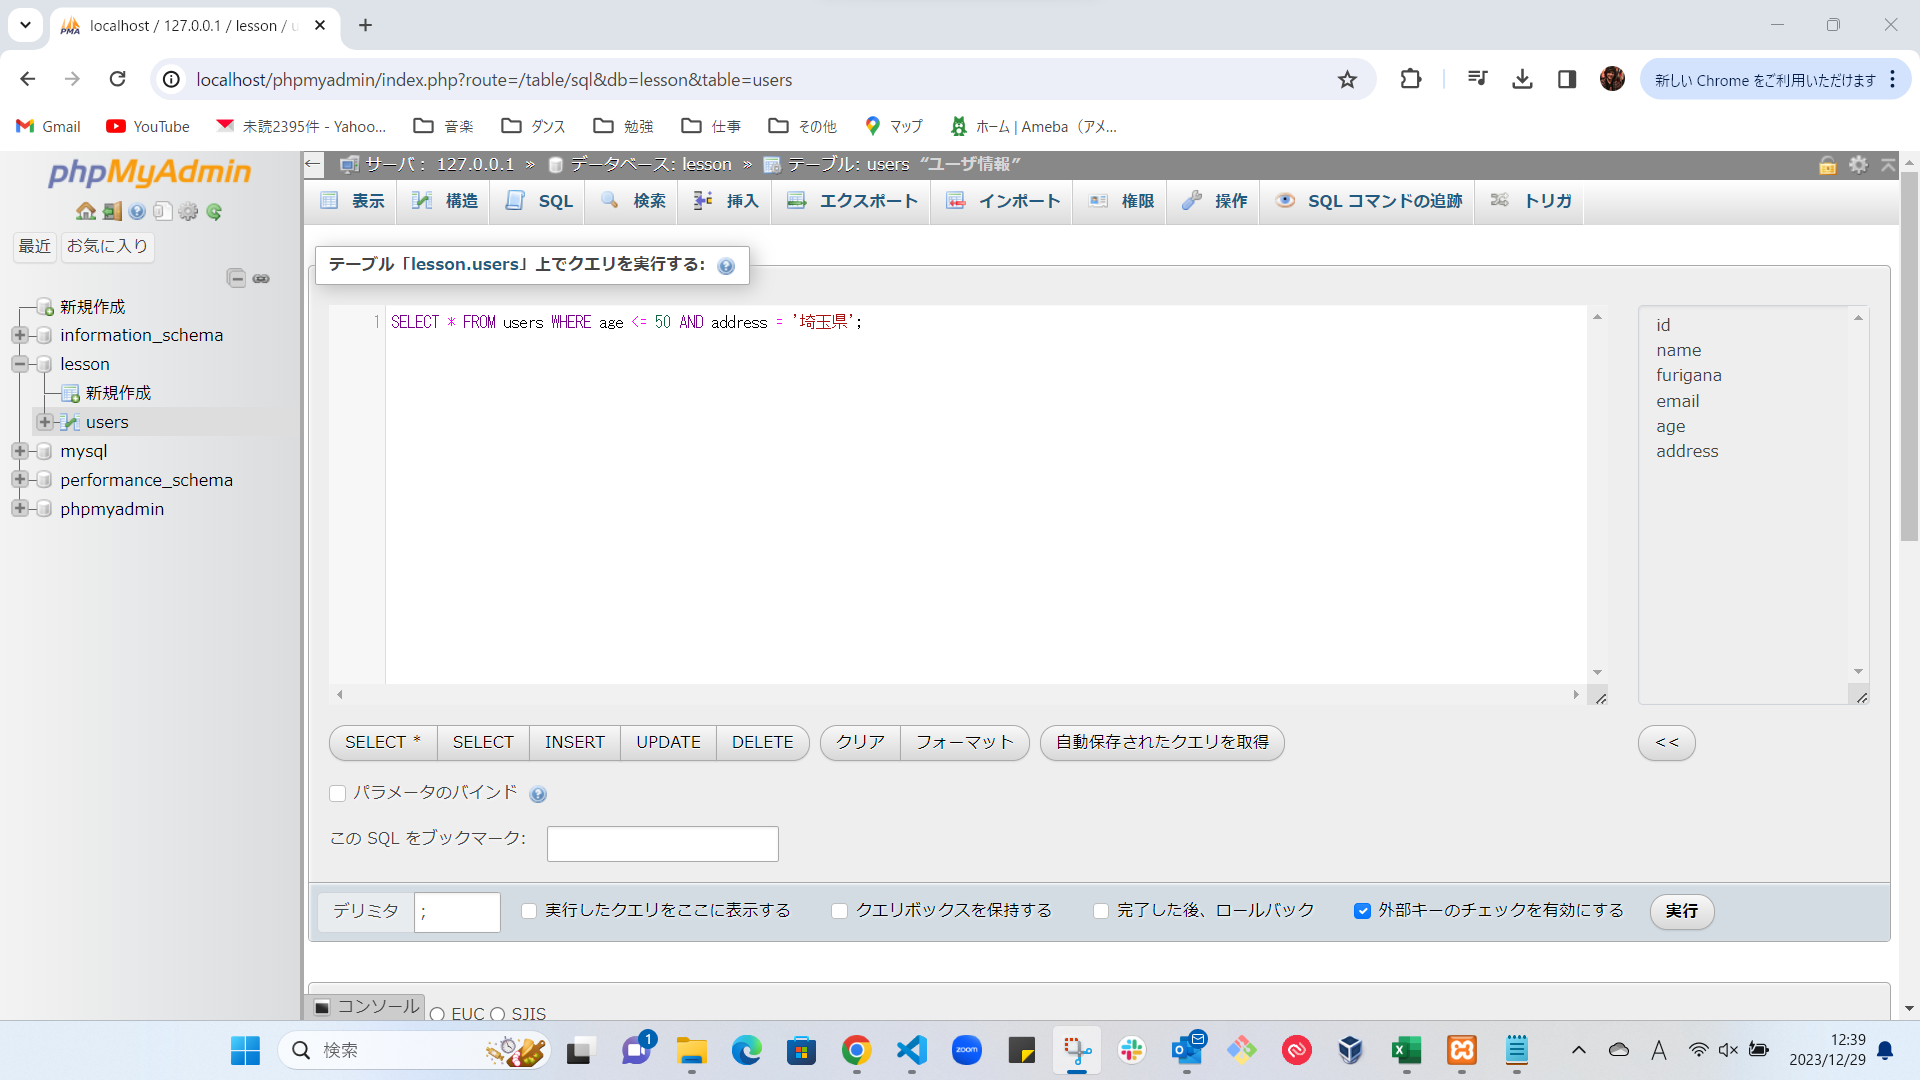 localhost / 127.0.0.1 / lesson / u
localhost/phpmyadmin/index.php?route=/table/sql&db=lesson&table=users
新しい Chrome をご利用いただけます
Gmail
YouTube
未読2395件 - Yahoo...
音楽
ダンス
勉強
仕事
その他
マップ
ホーム | Ameba（アメ...
phpMyAdmin
最近
お気に入り
新規作成
information_schema
lesson
新規作成
users
mysql
performance_schema
phpmyadmin
サーバ： 127.0.0.1 » データベース: lesson » テーブル: users “ユーザ情報”
表示
構造
SQL
検索
挿入
エクスポート
インポート
権限
操作
SQL コマンドの追跡
トリガ
テーブル「lesson.users」上でクエリを実行する:
1 SELECT * FROM users WHERE age <= 50 AND address = '埼玉県';
id
name
furigana
email
age
address
SELECT *
SELECT
INSERT
UPDATE
DELETE
クリア
フォーマット
自動保存されたクエリを取得
<<
パラメータのバインド
この SQL をブックマーク:
デリミタ ;
実行したクエリをここに表示する
クエリボックスを保持する
完了した後、ロールバック
外部キーのチェックを有効にする
実行
コンソール
EUC
SJIS
検索
1
zoom
A
12:39
2023/12/29